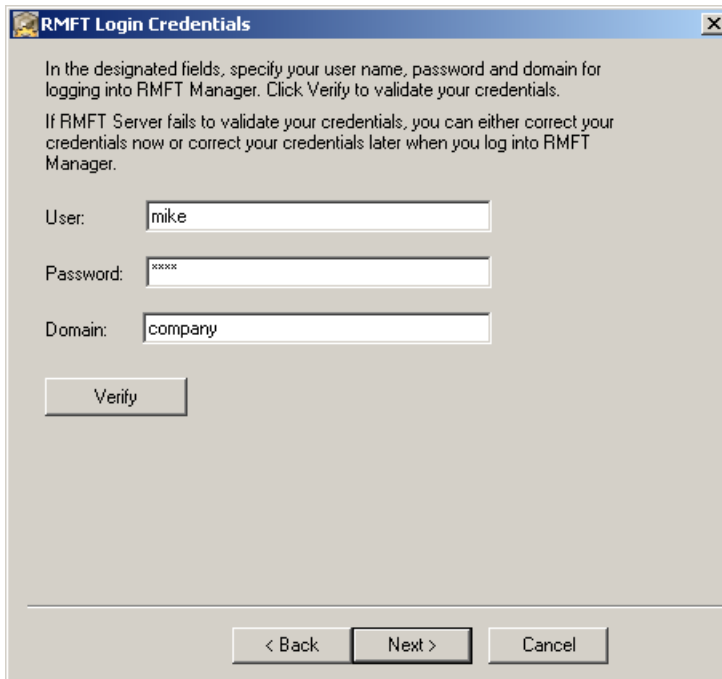 RMFT Login Credentials
In the designated fields, specify your user name, password and domain for
logging into RMFT Manager. Click Verify to validate your credentials.
If RMFT Server fails to validate your credentials, you can either correct your
credentials now or correct your credentials later when you log into RMFT
Manager.
User: mike
Password: ****
Domain: company
Verify
< Back Next > Cancel